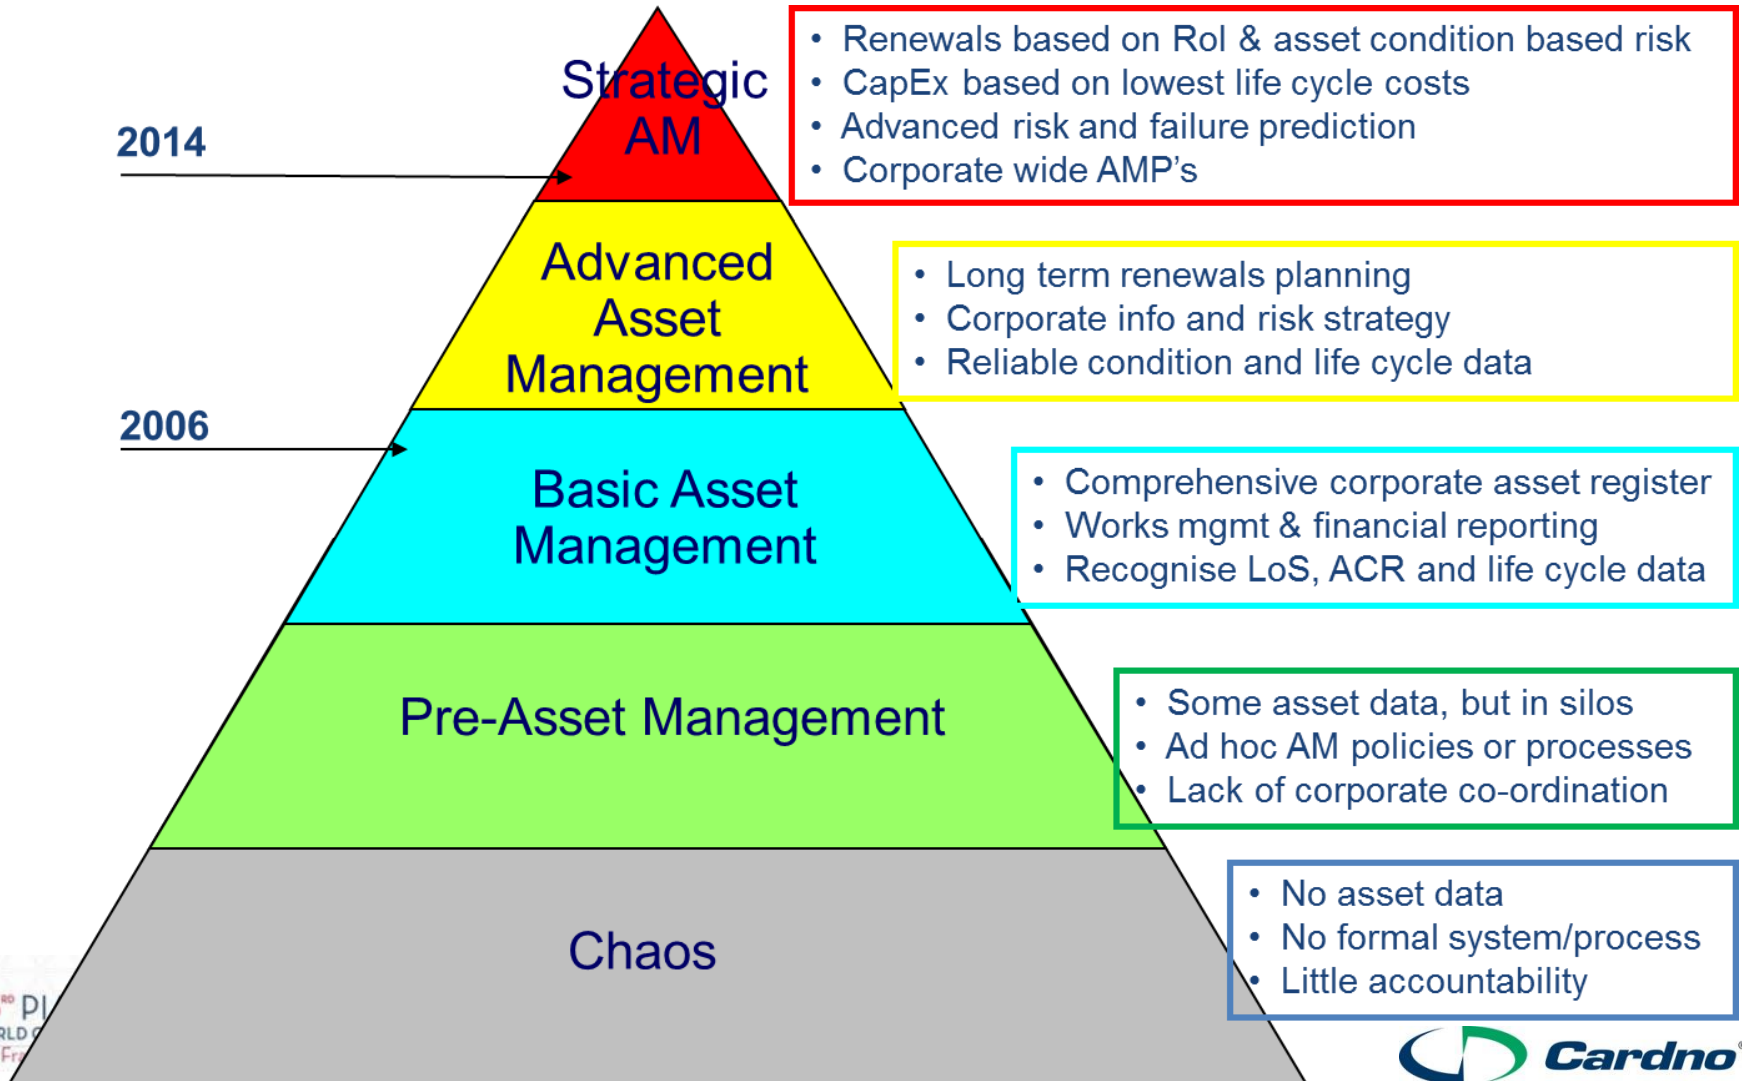 Strategic
AM
• Renewals based on RoI & asset condition based risk
• CapEx based on lowest life cycle costs
• Advanced risk and failure prediction
• Corporate wide AMP's
2014
Advanced
Asset
Management
• Long term renewals planning
• Corporate info and risk strategy
• Reliable condition and life cycle data
2006
Basic Asset
Management
• Comprehensive corporate asset register
• Works mgmt & financial reporting
• Recognise LoS, ACR and life cycle data
Pre-Asset Management
• Some asset data, but in silos
• Ad hoc AM policies or processes
• Lack of corporate co-ordination
Chaos
• No asset data
• No formal system/process
• Little accountability
Cardno®